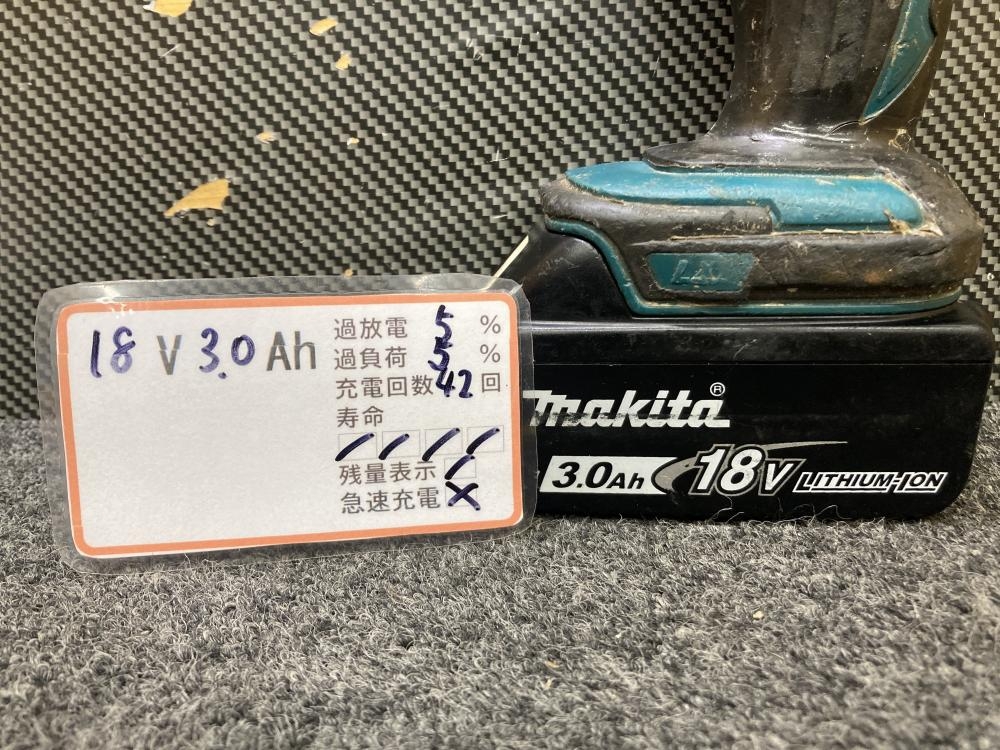 18 V 3.0 Ah
過放電 5 %
過負荷 5 %
充電回数 42 回
寿命
残量表示
急速充電 ×
makita®
3.0Ah 18V LITHIUM-ION